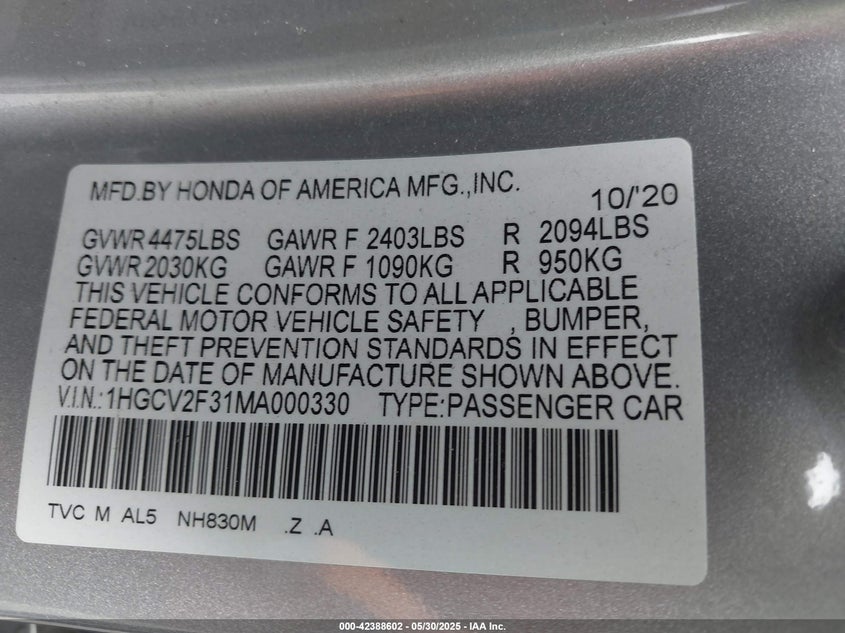 MFD.BY HONDA OF AMERICA MFG.,INC. 10/'20
GVWR 4475LBS GAWR F 2403LBS R 2094LBS
GVWR 2030KG GAWR F 1090KG R 950KG
THIS VEHICLE CONFORMS TO ALL APPLICABLE
FEDERAL MOTOR VEHICLE SAFETY , BUMPER,
AND THEFT PREVENTION STANDARDS IN EFFECT
ON THE DATE OF MANUFACTURE SHOWN ABOVE.
V.I.N.:1HGCV2F31MA000330 TYPE:PASSENGER CAR
TVC M AL5 NH830M .Z .A
000-42388602 — 05/30/2025 — IAA Inc.